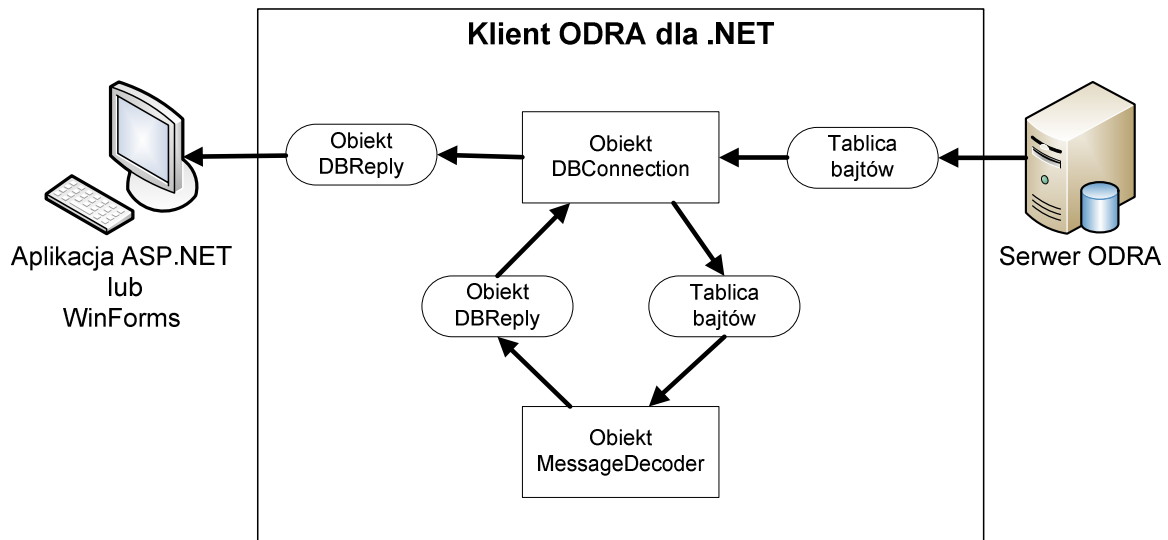 Klient ODRA dla .NET
Obiekt
DBReply
Obiekt
DBConnection
Tablica
bajtów
Aplikacja ASP.NET
lub
WinForms
Serwer ODRA
Obiekt
DBReply
Tablica
bajtów
Obiekt
MessageDecoder